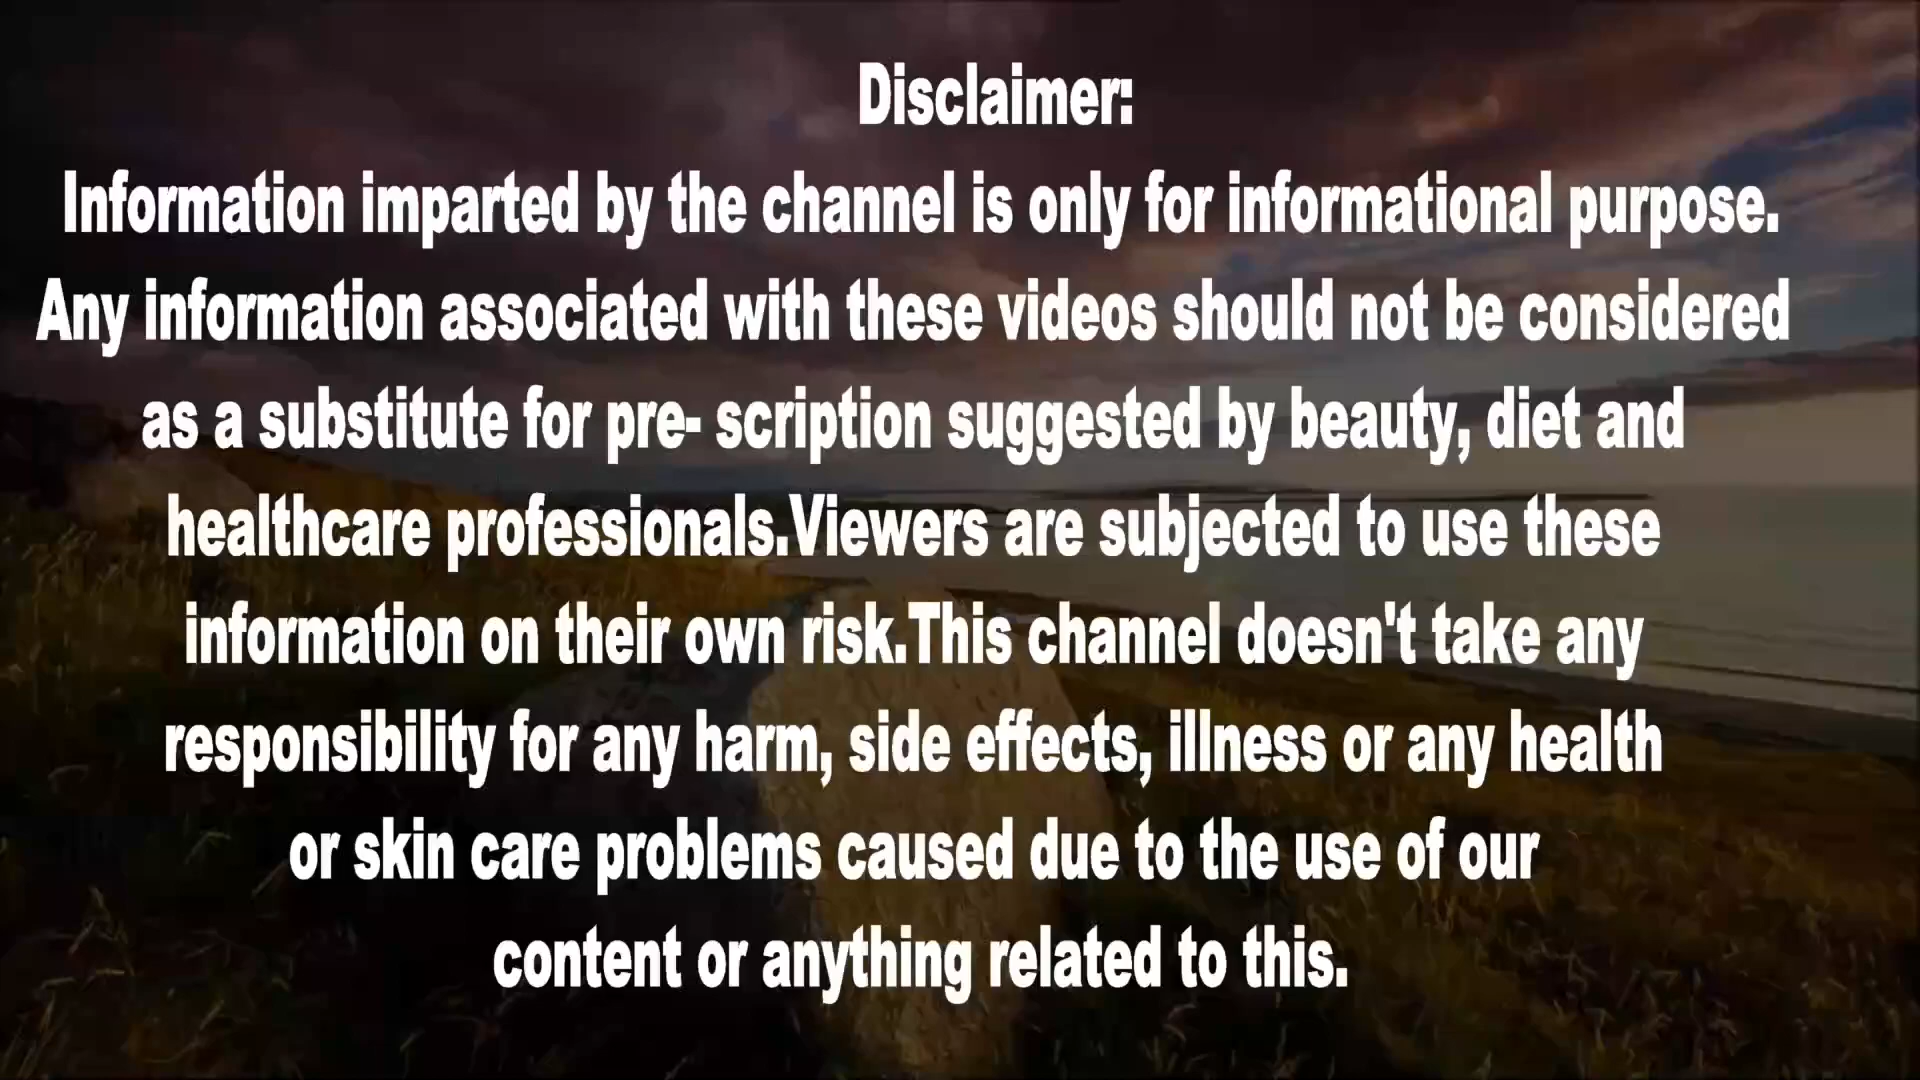 Disclaimer:
Information imparted by the channel is only for informational purpose.
Any information associated with these videos should not be considered
as a substitute for pre- scription suggested by beauty, diet and
healthcare professionals.Viewers are subjected to use these
information on their own risk.This channel doesn't take any
responsibility for any harm, side effects, illness or any health
or skin care problems caused due to the use of our
content or anything related to this.